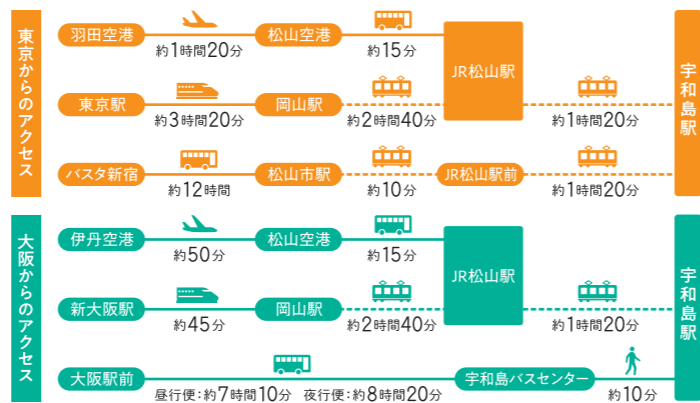 東京からのアクセス
羽田空港
約1時間20分
松山空港
約15分
JR松山駅
東京駅
約3時間20分
岡山駅
約2時間40分
約1時間20分
バスタ新宿
約12時間
松山市駅
約10分
JR松山駅前
約1時間20分
宇和島駅
大阪からのアクセス
伊丹空港
約50分
松山空港
約15分
JR松山駅
新大阪駅
約45分
岡山駅
約2時間40分
約1時間20分
大阪駅前
昼行便:約7時間10分 夜行便:約8時間20分
宇和島バスセンター
約10分
宇和島駅